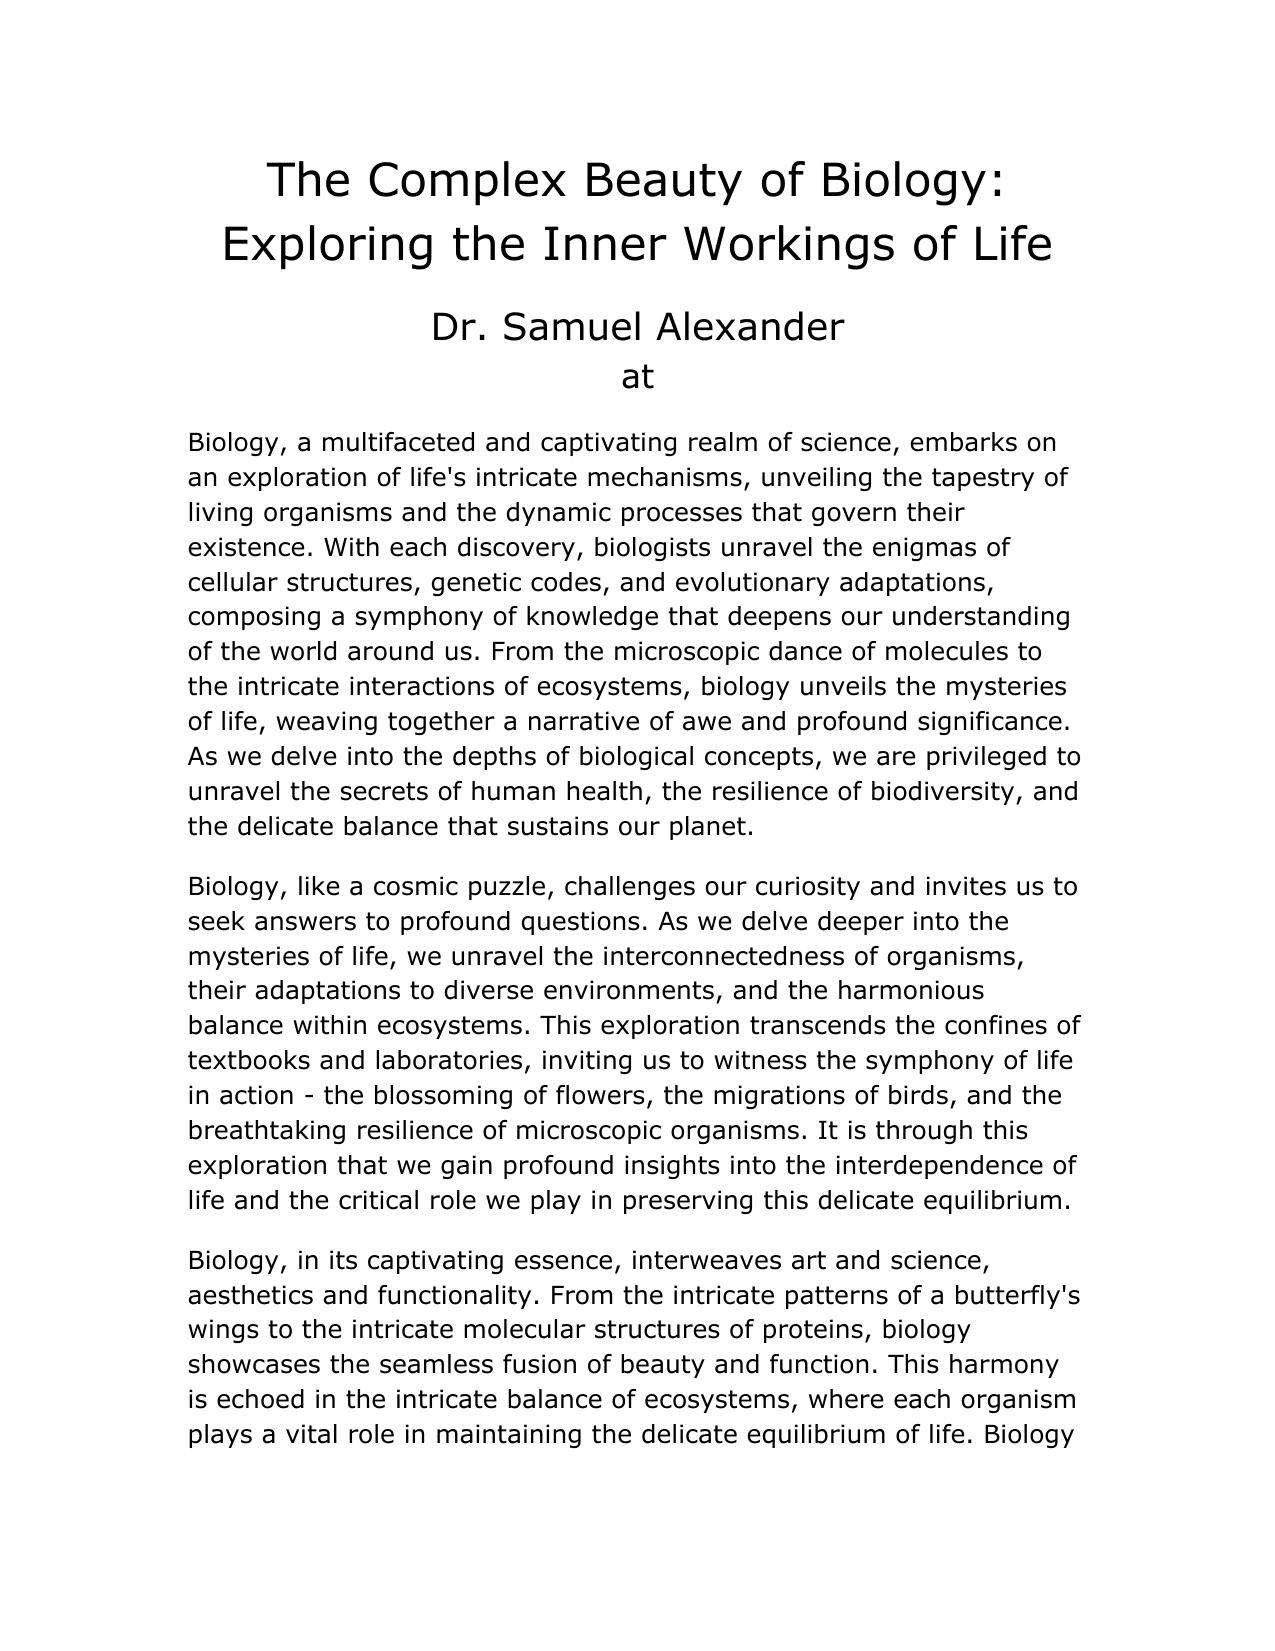 The Complex Beauty of Biology:
Exploring the Inner Workings of Life
Dr. Samuel Alexander
at
Biology, a multifaceted and captivating realm of science, embarks on
an exploration of life's intricate mechanisms, unveiling the tapestry of
living organisms and the dynamic processes that govern their
existence. With each discovery, biologists unravel the enigmas of
cellular structures, genetic codes, and evolutionary adaptations,
composing a symphony of knowledge that deepens our understanding
of the world around us. From the microscopic dance of molecules to
the intricate interactions of ecosystems, biology unveils the mysteries
of life, weaving together a narrative of awe and profound significance.
As we delve into the depths of biological concepts, we are privileged to
unravel the secrets of human health, the resilience of biodiversity, and
the delicate balance that sustains our planet.
Biology, like a cosmic puzzle, challenges our curiosity and invites us to
seek answers to profound questions. As we delve deeper into the
mysteries of life, we unravel the interconnectedness of organisms,
their adaptations to diverse environments, and the harmonious
balance within ecosystems. This exploration transcends the confines of
textbooks and laboratories, inviting us to witness the symphony of life
in action - the blossoming of flowers, the migrations of birds, and the
breathtaking resilience of microscopic organisms. It is through this
exploration that we gain profound insights into the interdependence of
life and the critical role we play in preserving this delicate equilibrium.
Biology, in its captivating essence, interweaves art and science,
aesthetics and functionality. From the intricate patterns of a butterfly's
wings to the intricate molecular structures of proteins, biology
showcases the seamless fusion of beauty and function. This harmony
is echoed in the intricate balance of ecosystems, where each organism
plays a vital role in maintaining the delicate equilibrium of life. Biology